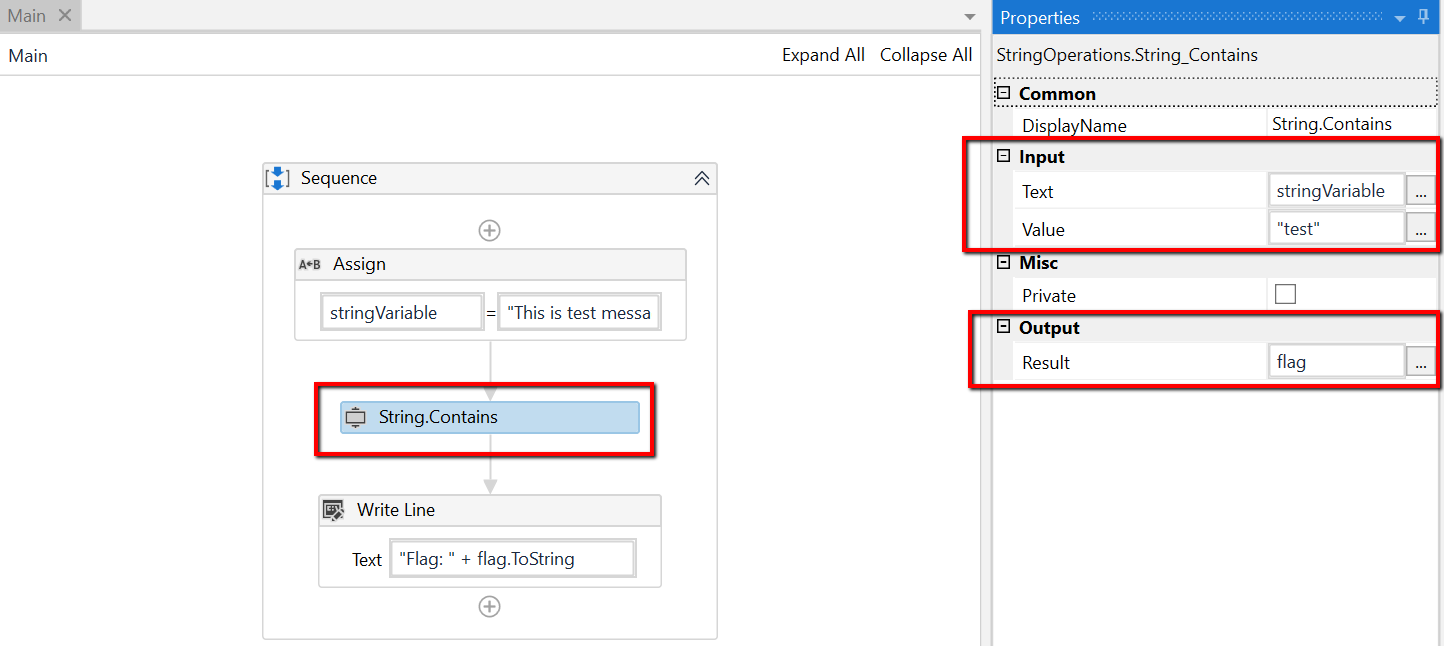 Main
Main
Expand All Collapse All
Sequence
A B Assign
stringVariable = "This is test messa
String.Contains
Write Line
Text "Flag: " + flag.ToString
Properties
StringOperations.String_Contains
Common
DisplayName String.Contains
Input
Text stringVariable ...
Value "test" ...
Misc
Private
Output
Result flag ...